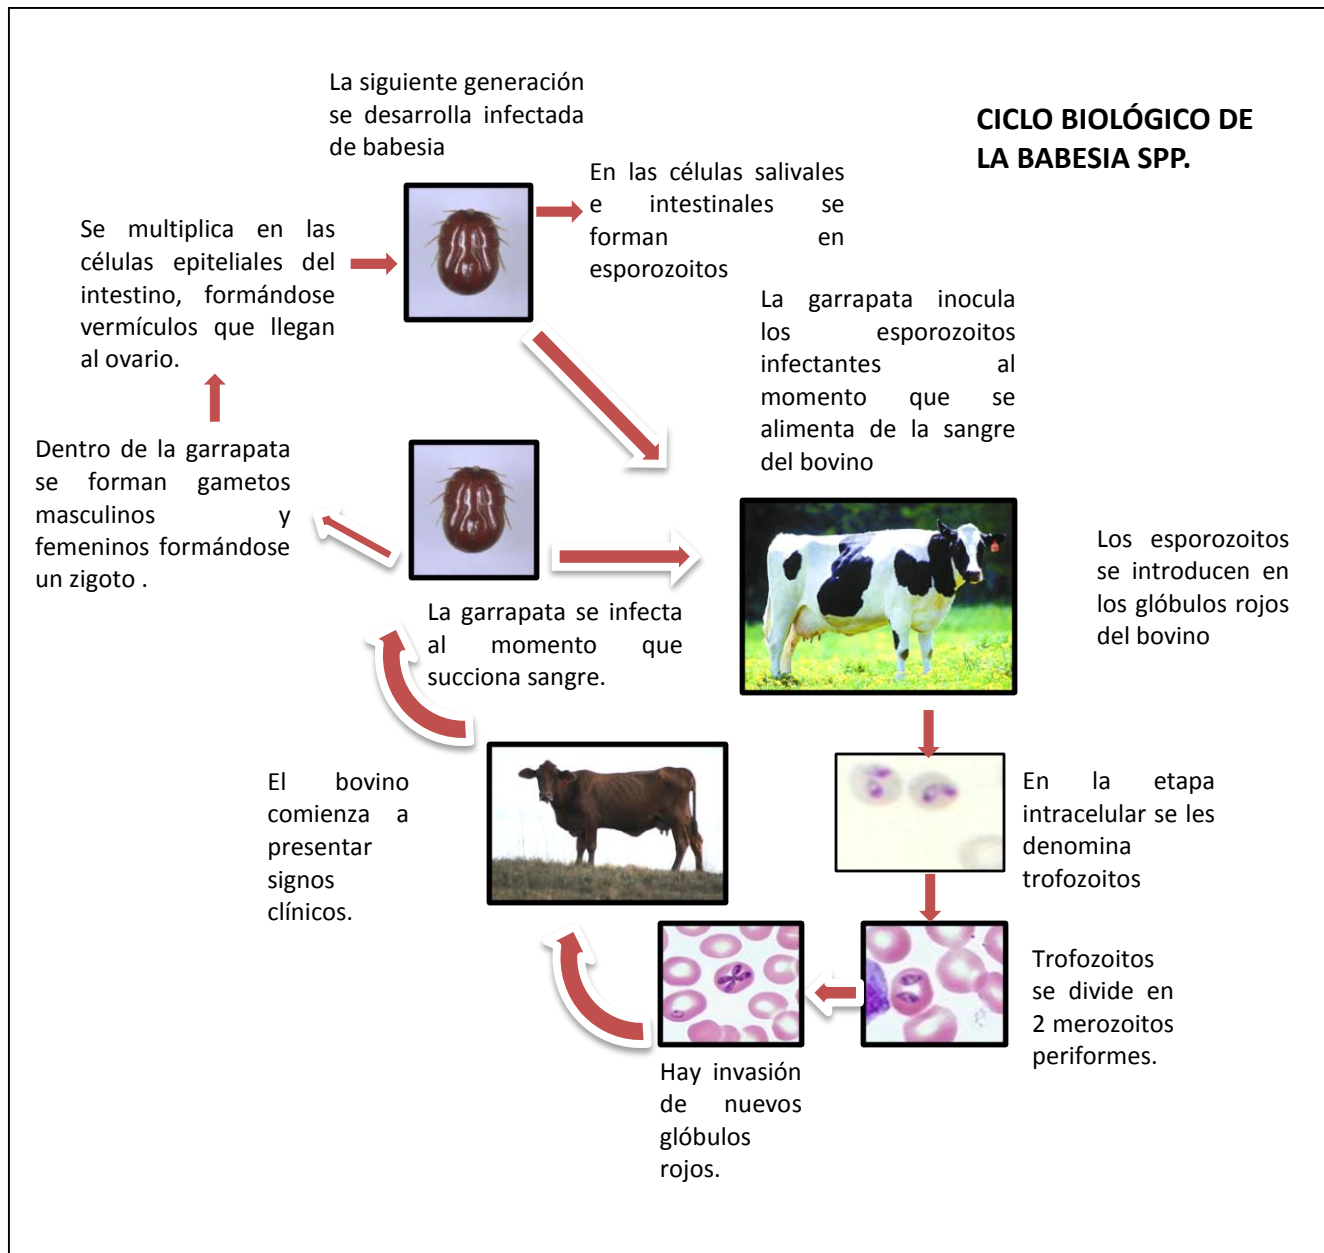 CICLO BIOLÓGICO DE
LA BABESIA SPP.
La siguiente generación
se desarrolla infectada
de babesia
En las células salivales
e intestinales se
forman en
esporozoitos
Se multiplica en las
células epiteliales del
intestino, formándose
vermículos que llegan
al ovario.
La garrapata inocula
los esporozoitos
infectantes al
momento que se
alimenta de la sangre
del bovino
Dentro de la garrapata
se forman gametos
masculinos y
femeninos formándose
un zigoto .
Los esporozoitos
se introducen en
los glóbulos rojos
del bovino
La garrapata se infecta
al momento que
succiona sangre.
El bovino
comienza a
presentar
signos
clínicos.
En la etapa
intracelular se les
denomina
trofozoitos
Trofozoitos
se divide en
2 merozoitos
periformes.
Hay invasión
de nuevos
glóbulos
rojos.